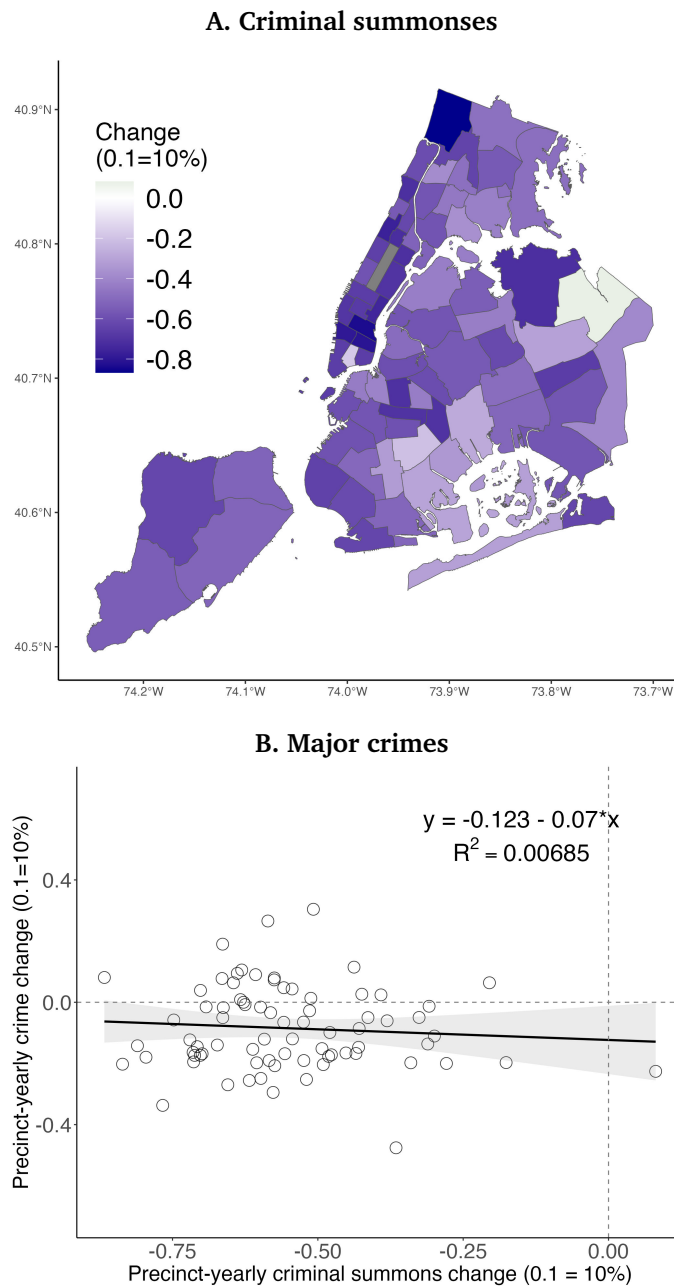 A. Criminal summonses
40.9°N
40.8°N
40.7°N
40.6°N
40.5°N
Change
(0.1=10%)
0.0
-0.2
-0.4
-0.6
-0.8
74.2°W 74.1°W 74.0°W 73.9°W 73.8°W 73.7°W
B. Major crimes
Precinct-yearly crime change (0.1=10%)
y = -0.123 - 0.07*x
R² = 0.00685
0.4
0.0
-0.4
-0.75 -0.50 -0.25 0.00
Precinct-yearly criminal summons change (0.1 = 10%)